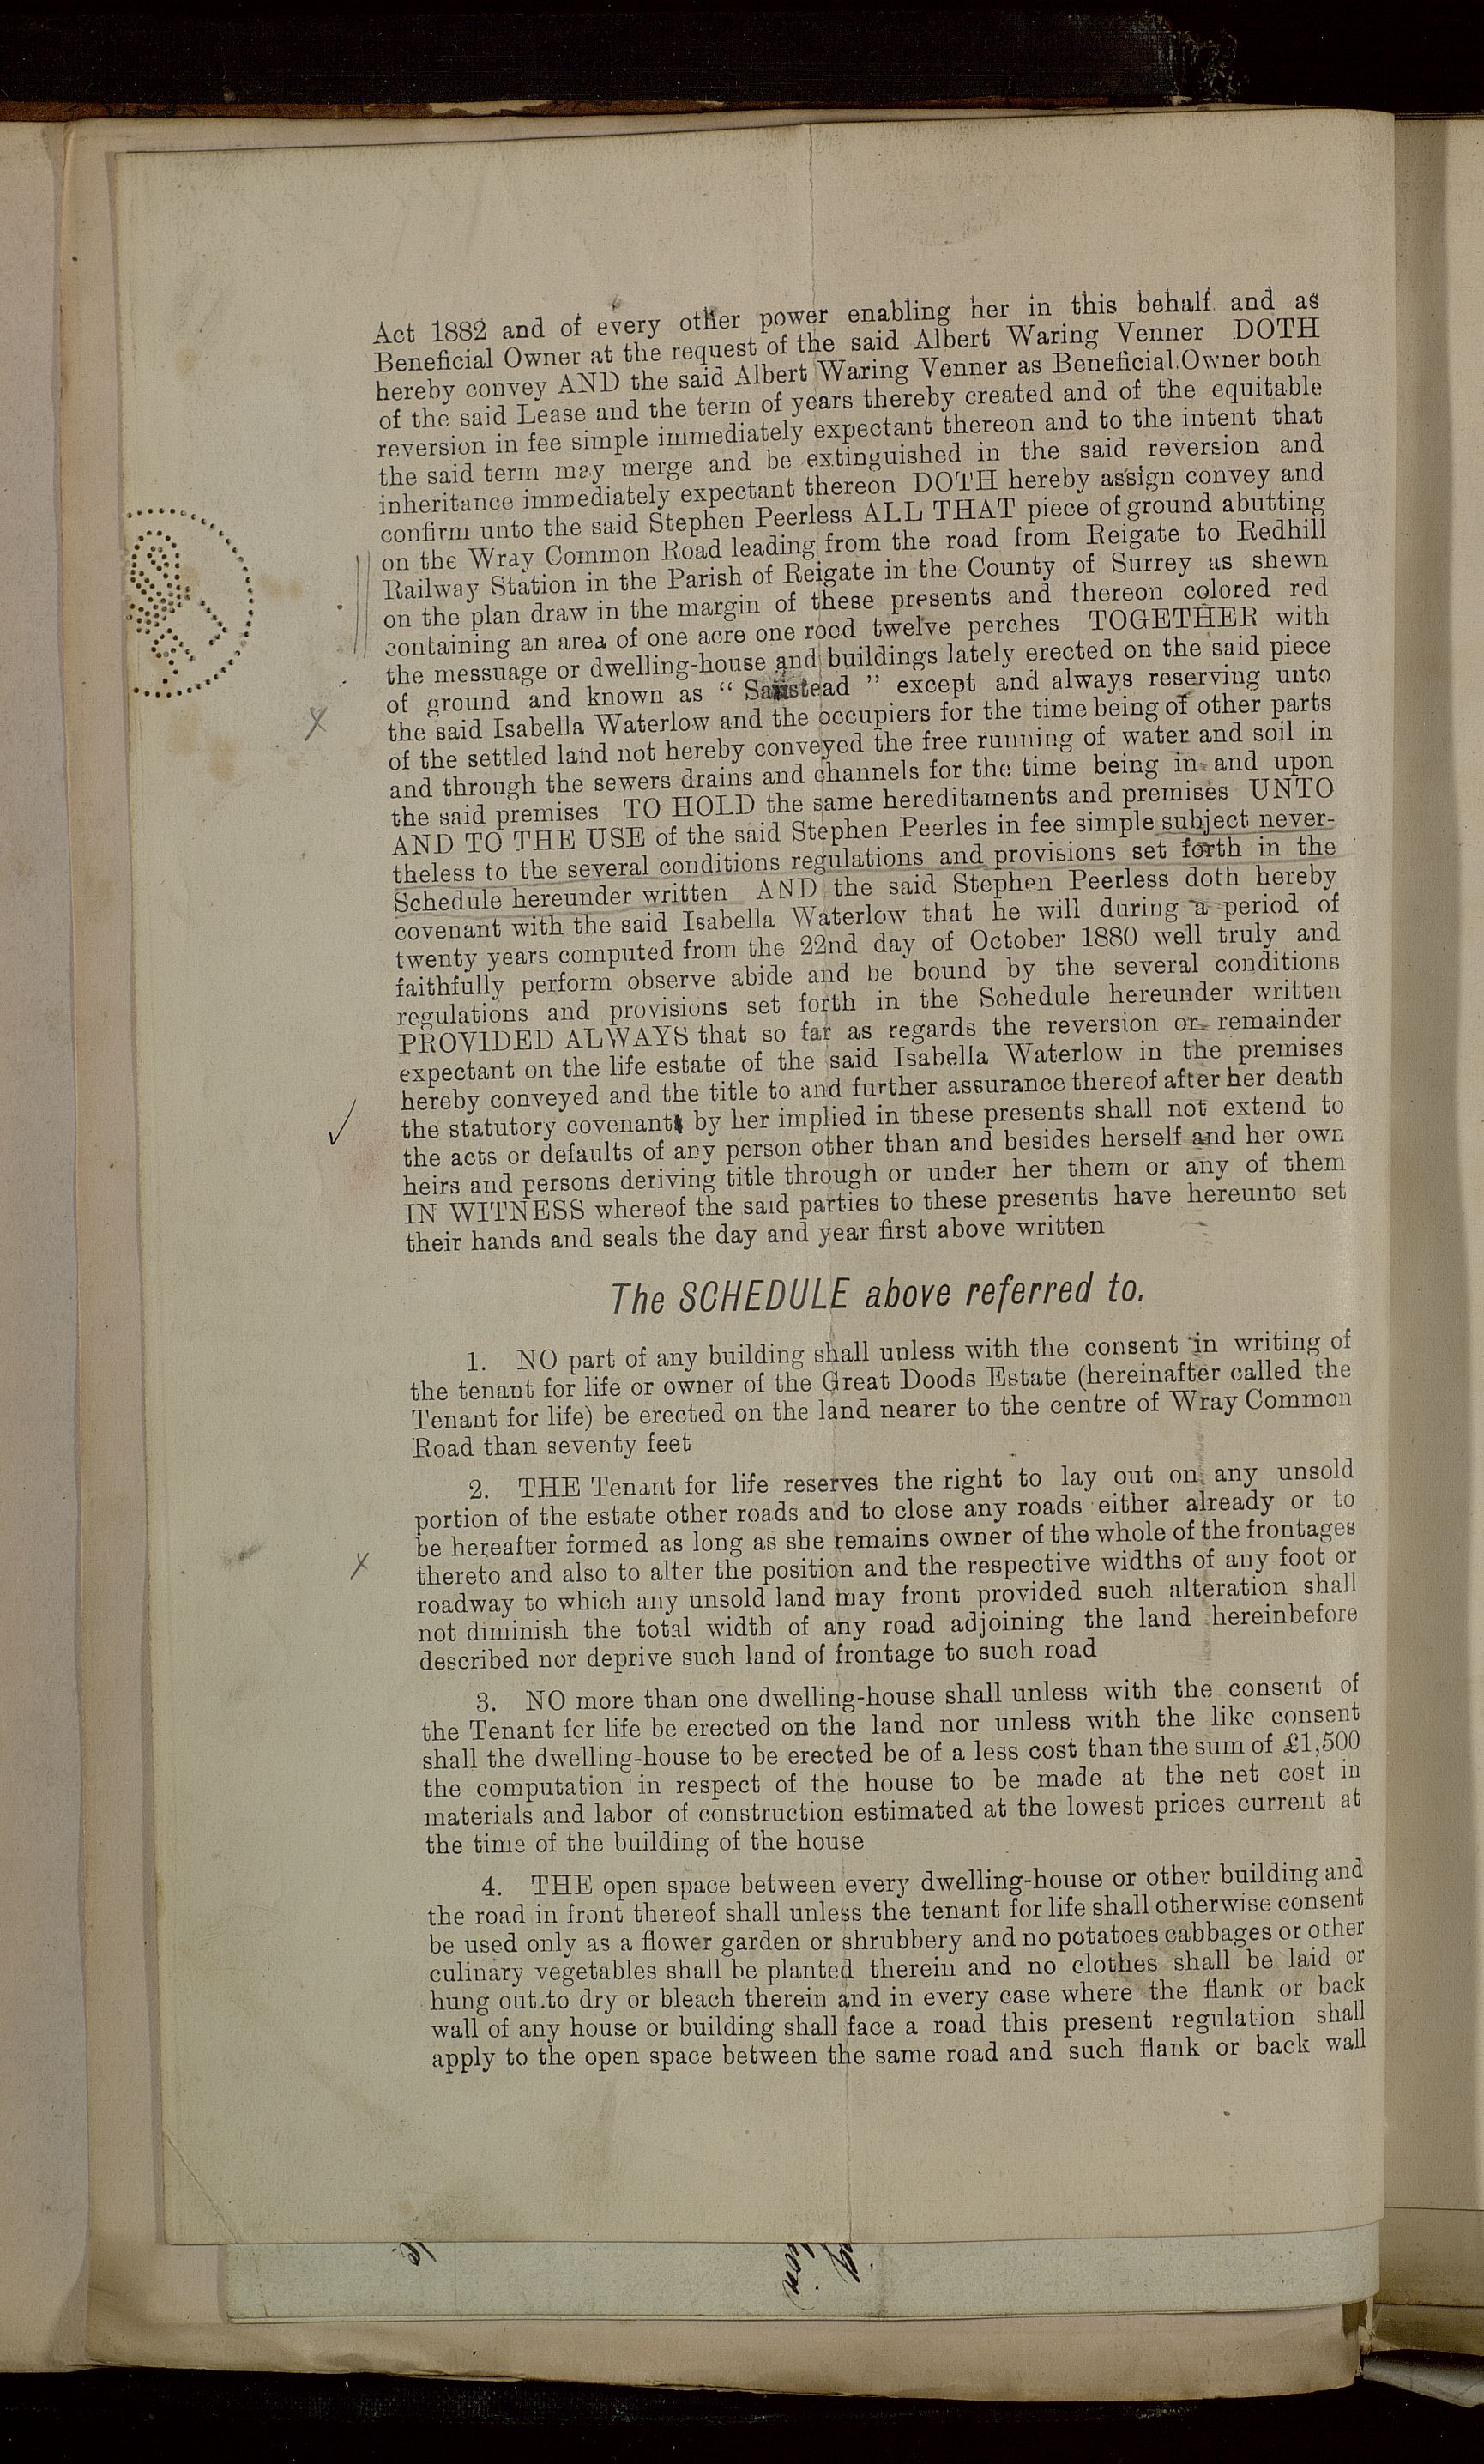 Act 1882 and of every other power enabling her in this behalf and as
Beneficial Owner at the request of the said Albert Waring Venner DOTH
hereby convey AND the said Albert Waring Venner as Beneficial Owner both
of the said Lease and the term of years thereby created and of the equitable
reversion in fee simple immediately expectant thereon and to the intent that
the said term may merge and be extinguished in the said reversion and
inheritance immediately expectant thereon DOTH hereby assign convey and
confirm unto the said Stephen Peerless ALL THAT piece of ground abutting
on the Wray Common Road leading from the road from Reigate to Redhill
Railway Station in the Parish of Reigate in the County of Surrey as shewn
on the plan draw in the margin of these presents and thereon colored red
containing an area of one acre one rood twelve perches TOGETHER with
the messuage or dwelling-house and buildings lately erected on the said piece
of ground and known as " " except and always reserving unto
the said Isabella Waterlow and the occupiers for the time being of other parts
of the settled land not hereby conveyed the free running of water and soil in
and through the sewers drains and channels for the time being in and upon
the said premises TO HOLD the same hereditaments and premises UNTO
AND TO THE USE of the said Stephen Peerles in fee simple subject never-
theless to the several conditions regulations and provisions set forth in the
Schedule hereunder written AND the said Stephen Peerless doth hereby
covenant with the said Isabella Waterlow that he will during a period of
twenty years computed from the 22nd day of October 1880 well truly and
faithfully perform observe abide and be bound by the several conditions
regulations and provisions set forth in the Schedule hereunder written
PROVIDED ALWAYS that so far as regards the reversion or remainder
expectant on the life estate of the said Isabella Waterlow in the premises
hereby conveyed and the title to and further assurance thereof after her death
the statutory covenant by her implied in these presents shall not extend to
the acts or defaults of any person other than and besides herself and her own
heirs and persons deriving title through or under her them or any of them
IN WITNESS whereof the said parties to these presents have hereunto set
their hands and seals the day and year first above written
The SCHEDULE above referred to.
1. NO part of any building shall unless with the consent in writing of
the tenant for life or owner of the Great Doods Estate (hereinafter called the
Tenant for life) be erected on the land nearer to the centre of Wray Common
Road than seventy feet
2. THE Tenant for life reserves the right to lay out on any unsold
portion of the estate other roads and to close any roads either already or to
be hereafter formed as long as she remains owner of the whole of the frontages
thereto and also to alter the position and the respective widths of any foot or
roadway to which any unsold land may front provided such alteration shall
not diminish the total width of any road adjoining the land hereinbefore
described nor deprive such land of frontage to such road
3. NO more than one dwelling-house shall unless with the consent of
the Tenant for life be erected on the land nor unless with the like consent
shall the dwelling-house to be erected be of a less cost than the sum of £1,500
the computation in respect of the house to be made at the net cost in
materials and labor of construction estimated at the lowest prices current at
the time of the building of the house
4. THE open space between every dwelling-house or other building and
the road in front thereof shall unless the tenant for life shall otherwise consent
be used only as a flower garden or shrubbery and no potatoes cabbages or other
culinary vegetables shall be planted therein and no clothes shall be laid or
hung out to dry or bleach therein and in every case where the flank or back
wall of any house or building shall face a road this present regulation shall
apply to the open space between the same road and such flank or back wall